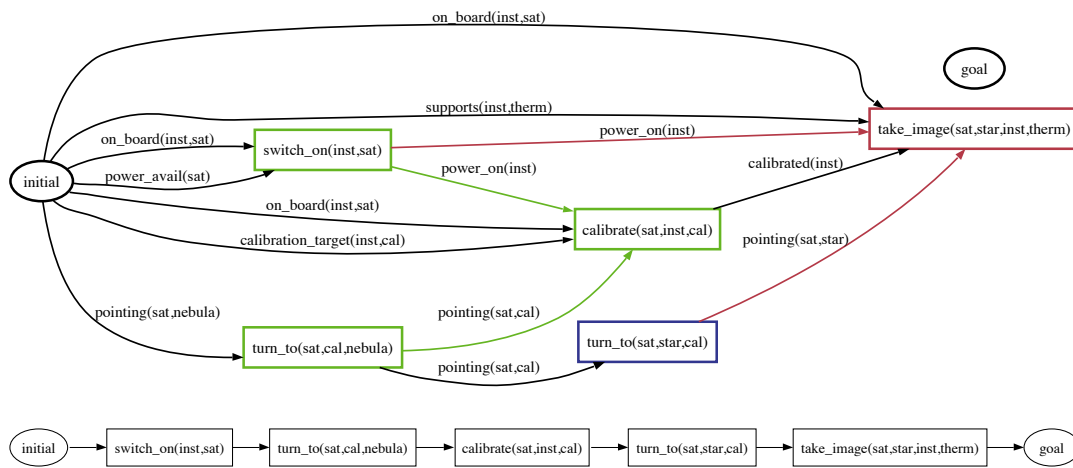 on_board(inst,sat)
goal
supports(inst,therm)
take_image(sat,star,inst,therm)
power_on(inst)
on_board(inst,sat)
switch_on(inst,sat)
calibrated(inst)
power_on(inst)
initial
power_avail(sat)
on_board(inst,sat)
calibrate(sat,inst,cal)
calibration_target(inst,cal)
pointing(sat,star)
pointing(sat,nebula)
pointing(sat,cal)
turn_to(sat,cal,nebula)
turn_to(sat,star,cal)
pointing(sat,cal)
initial switch_on(inst,sat) turn_to(sat,cal,nebula) calibrate(sat,inst,cal) turn_to(sat,star,cal) take_image(sat,star,inst,therm) goal